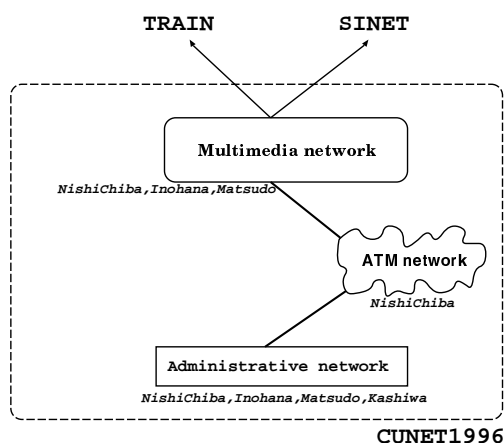 TRAIN SINET
Multimedia network
NishiChiba,Inohana,Matsudo
ATM network
NishiChiba
Administrative network
NishiChiba,Inohana,Matsudo,Kashiwa
CUNET1996